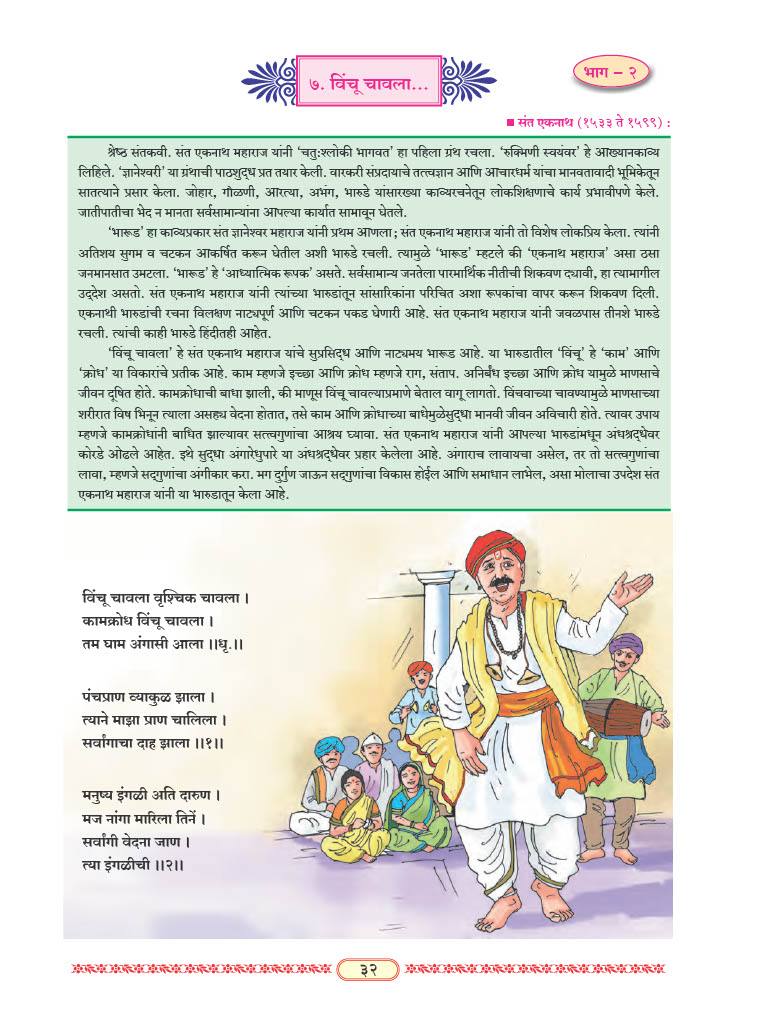 ७. विंचू चावला...
भाग – २
■ संत एकनाथ (१५३३ ते १५९९) :
श्रेष्ठ संतकवी. संत एकनाथ महाराज यांनी ‘चतु:श्लोकी भागवत’ हा पहिला ग्रंथ रचला. ‘रुक्मिणी स्वयंवर’ हे आख्यानकाव्य
लिहिले. ‘ज्ञानेश्वरी’ या ग्रंथाची पाठशुद्ध प्रत तयार केली. वारकरी संप्रदायाचे तत्त्वज्ञान आणि आचारधर्म यांचा मानवतावादी भूमिकेतून
सातत्याने प्रसार केला. जोहार, गौळणी, आरत्या, अभंग, भारुडे यांसारख्या काव्यरचनेतून लोकशिक्षणाचे कार्य प्रभावीपणे केले.
जातीपातीचा भेद न मानता सर्वसामान्यांना आपल्या कार्यात सामावून घेतले.
‘भारूड’ हा काव्यप्रकार संत ज्ञानेश्वर महाराज यांनी प्रथम आणला; संत एकनाथ महाराज यांनी तो विशेष लोकप्रिय केला. त्यांनी
अतिशय सुगम व चटकन आकर्षित करून घेतील अशी भारुडे रचली. त्यामुळे ‘भारूड’ म्हटले की ‘एकनाथ महाराज’ असा ठसा
जनमानसात उमटला. ‘भारूड’ हे ‘आध्यात्मिक रूपक’ असते. सर्वसामान्य जनतेला पारमार्थिक नीतीची शिकवण द्यावी, हा त्यामागील
उद्देश असतो. संत एकनाथ महाराज यांनी त्यांच्या भारुडांतून सांसारिकांना परिचित अशा रूपकांचा वापर करून शिकवण दिली.
एकनाथी भारुडांची रचना विलक्षण नाट्यपूर्ण आणि चटकन पकड घेणारी आहे. संत एकनाथ महाराज यांनी जवळपास तीनशे भारुडे
रचली. त्यांची काही भारुडे हिंदीतही आहेत.
‘विंचू चावला’ हे संत एकनाथ महाराज यांचे सुप्रसिद्ध आणि नाट्यमय भारूड आहे. या भारुडातील ‘विंचू’ हे ‘काम’ आणि
‘क्रोध’ या विकारांचे प्रतीक आहे. काम म्हणजे इच्छा आणि क्रोध म्हणजे राग, संताप. अनिर्बंध इच्छा आणि क्रोध यामुळे माणसाचे
जीवन दूषित होते. कामक्रोधाची बाधा झाली, की माणूस विंचू चावल्याप्रमाणे बेताल वागू लागतो. विंचवाच्या चावण्यामुळे माणसाच्या
शरीरात विष भिनून त्याला असह्य वेदना होतात, तसे काम आणि क्रोधाच्या बाधेमुळेसुद्धा मानवी जीवन अविचारी होते. त्यावर उपाय
म्हणजे कामक्रोधांनी बाधित झाल्यावर सत्त्वगुणांचा आश्रय घ्यावा. संत एकनाथ महाराज यांनी आपल्या भारुडांमधून अंधश्रद्धेवर
कोरडे ओढले आहेत. इथे सुद्धा अंगारेधुपारे या अंधश्रद्धेवर प्रहार केलेला आहे. अंगाराच लावायचा असेल, तर तो सत्त्वगुणांचा
लावा, म्हणजे सद्गुणांचा अंगीकार करा. मग दुर्गुण जाऊन सद्गुणांचा विकास होईल आणि समाधान लाभेल, असा मोलाचा उपदेश संत
एकनाथ महाराज यांनी या भारुडातून केला आहे.
विंचू चावला वृश्चिक चावला ।
कामक्रोध विंचू चावला ।
तम घाम अंगासी आला ।।धृ.।।
पंचप्राण व्याकुळ झाला ।
त्याने माझा प्राण चालिला ।
सर्वांगाचा दाह झाला ।।१।।
मनुष्य इंगळी अति दारुण ।
मज नांगा मारिला तिनें ।
सर्वांगी वेदना जाण ।
त्या इंगळीची ।।२।।
३२